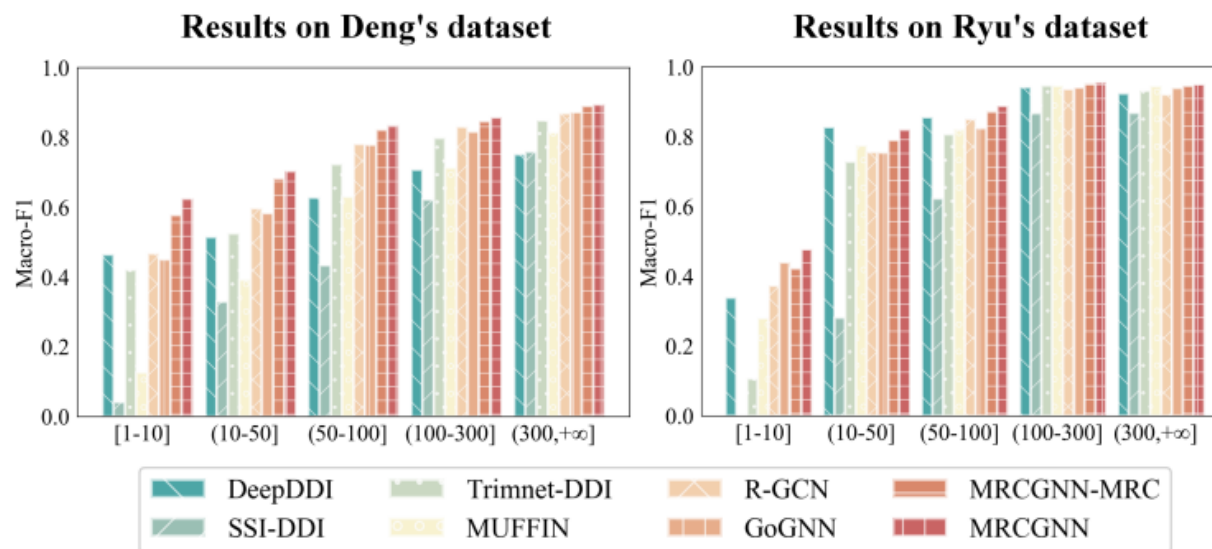 Results on Deng's dataset
Macro-F1
1.0
0.8
0.6
0.4
0.2
0.0
[1-10] (10-50] (50-100] (100-300] (300,+∞]
Results on Ryu's dataset
Macro-F1
1.0
0.8
0.6
0.4
0.2
0.0
[1-10] (10-50] (50-100] (100-300] (300,+∞]
DeepDDI Trimnet-DDI R-GCN MRCGNN-MRC
SSI-DDI MUFFIN GoGNN MRCGNN